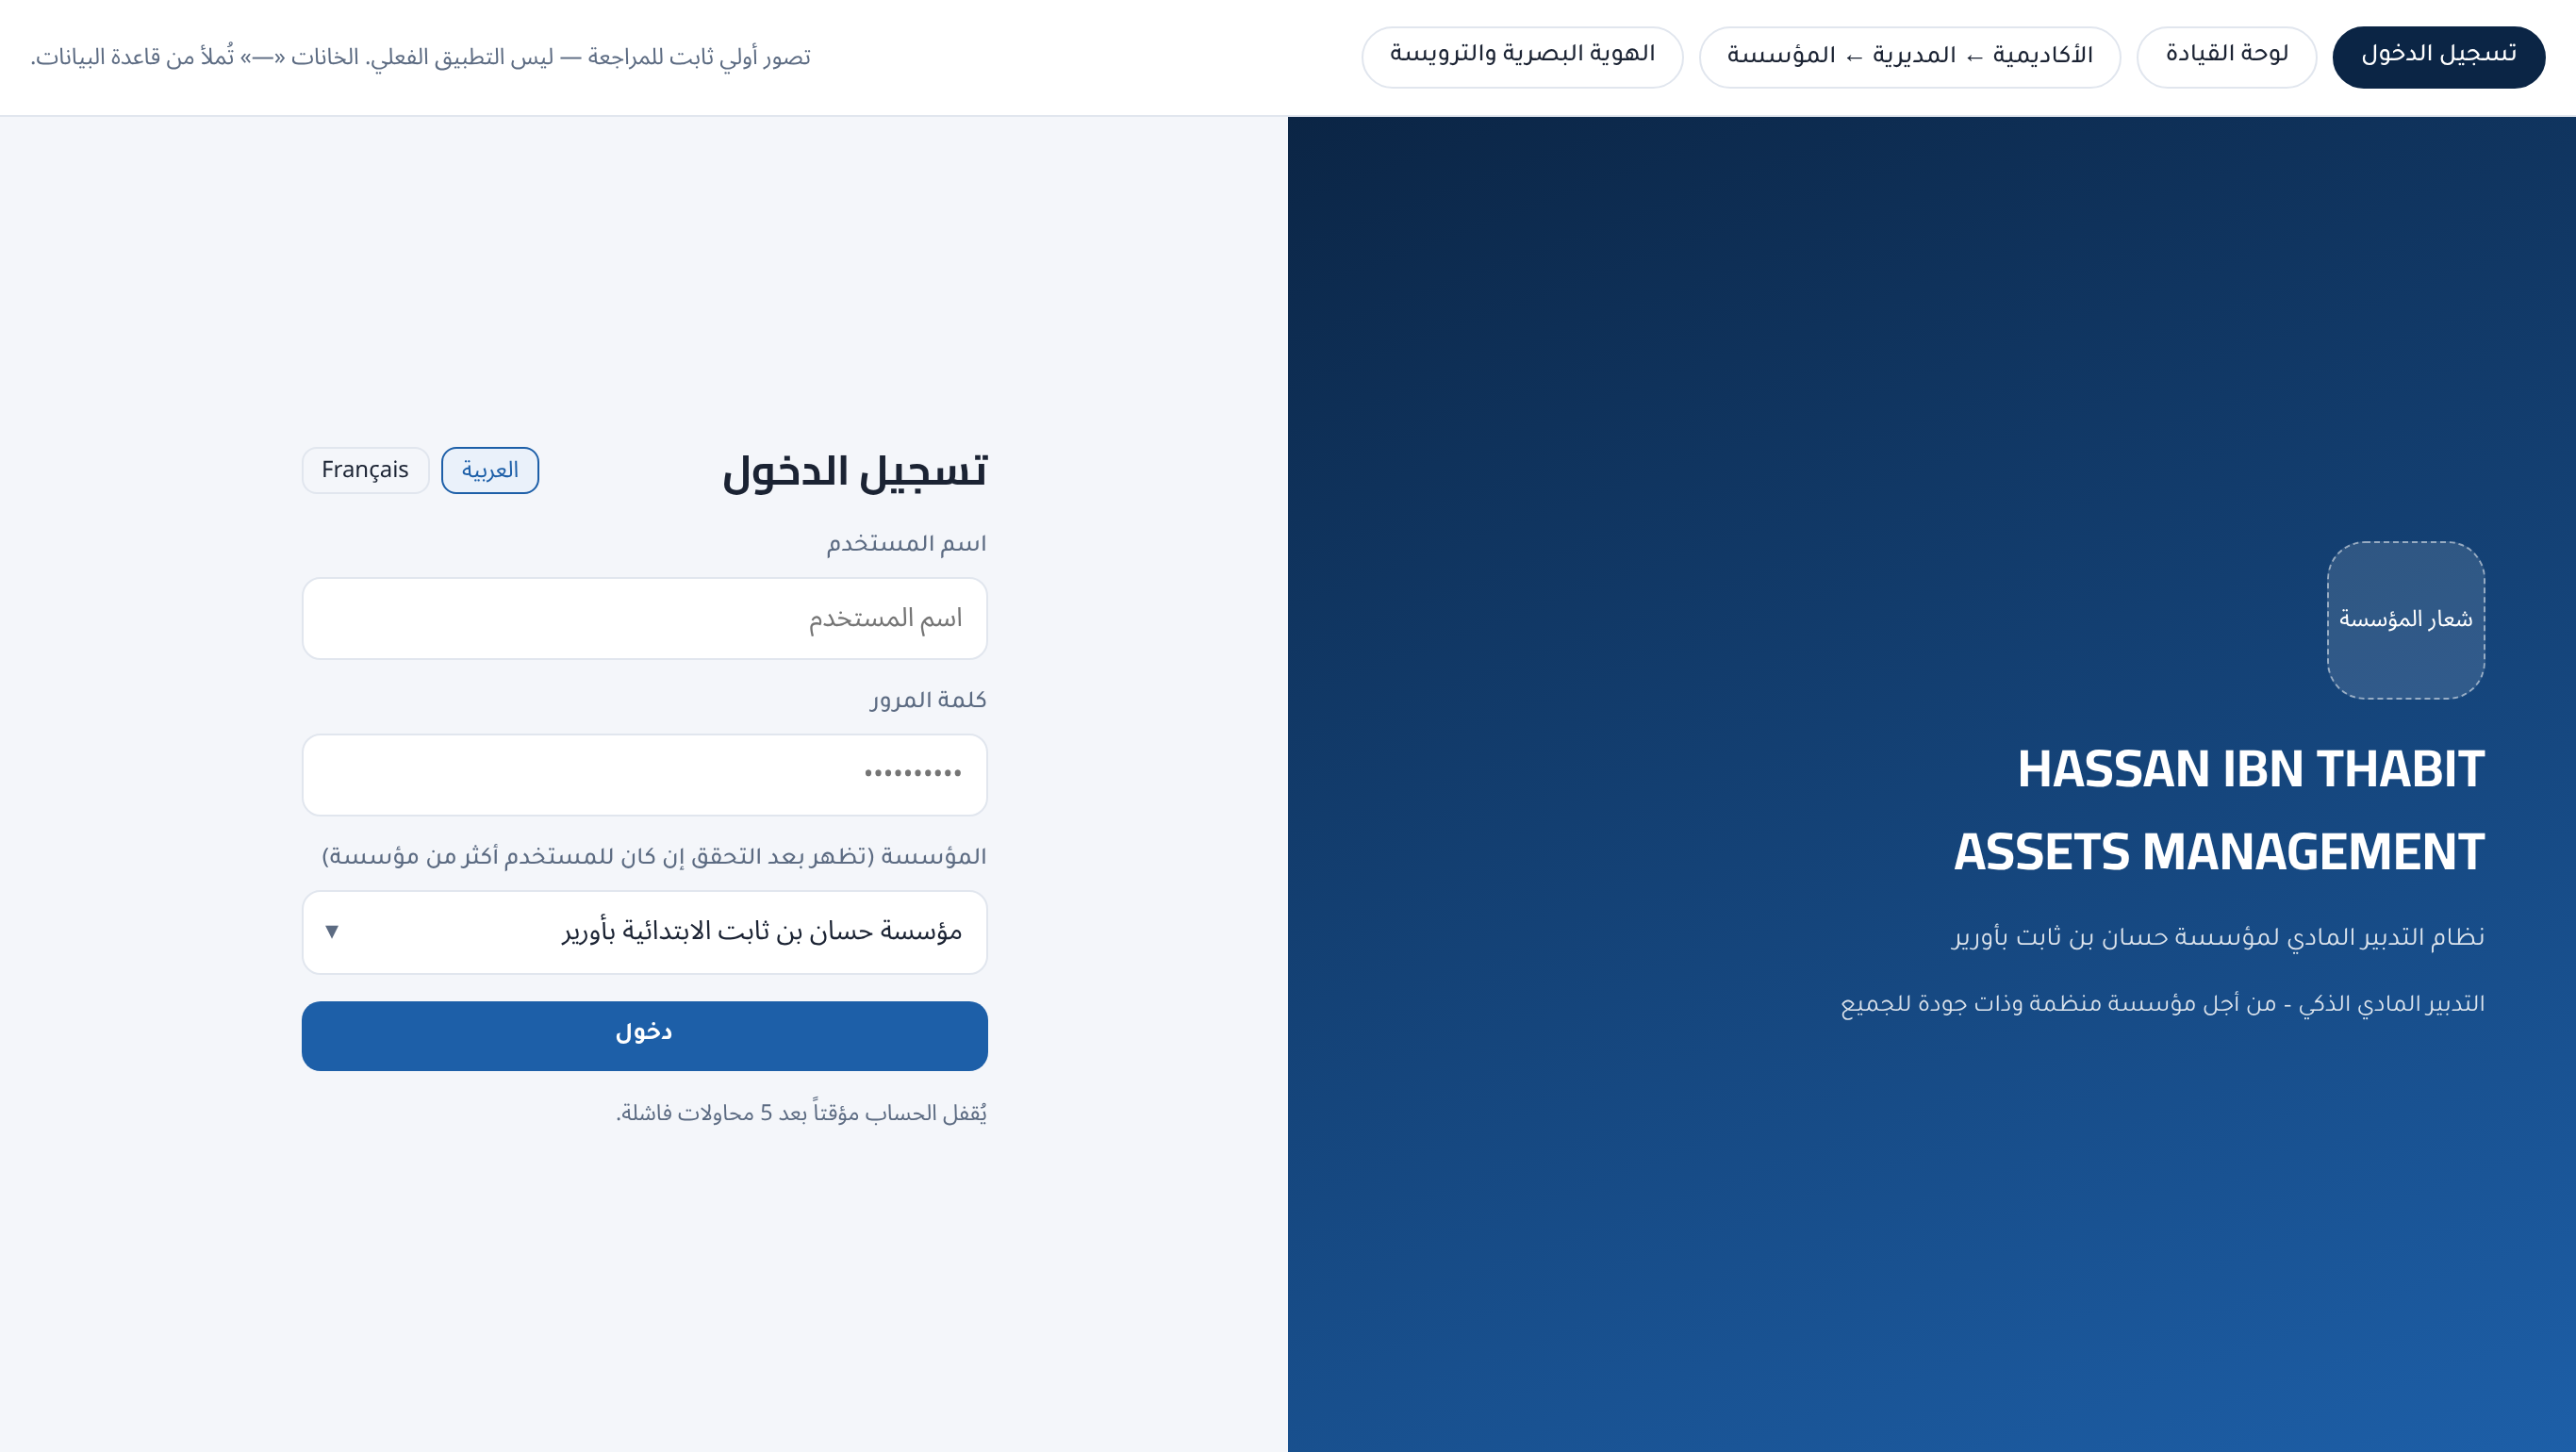 تسجيل الدخول
لوحة القيادة
الأكاديمية ← المديرية ← المؤسسة
الهوية البصرية والترويسة
تصور أولي ثابت للمراجعة — ليس التطبيق الفعلي. الخانات «—» تُملأ من قاعدة البيانات.
شعار المؤسسة
HASSAN IBN THABIT
ASSETS MANAGEMENT
نظام التدبير المادي لمؤسسة حسان بن ثابت بأورير
التدبير المادي الذكي - من أجل مؤسسة منظمة وذات جودة للجميع
تسجيل الدخول
العربية
Français
اسم المستخدم
اسم المستخدم
كلمة المرور
••••••••••
المؤسسة (تظهر بعد التحقق إن كان للمستخدم أكثر من مؤسسة)
مؤسسة حسان بن ثابت الابتدائية بأورير ▼
دخول
يُقفل الحساب مؤقتاً بعد 5 محاولات فاشلة.